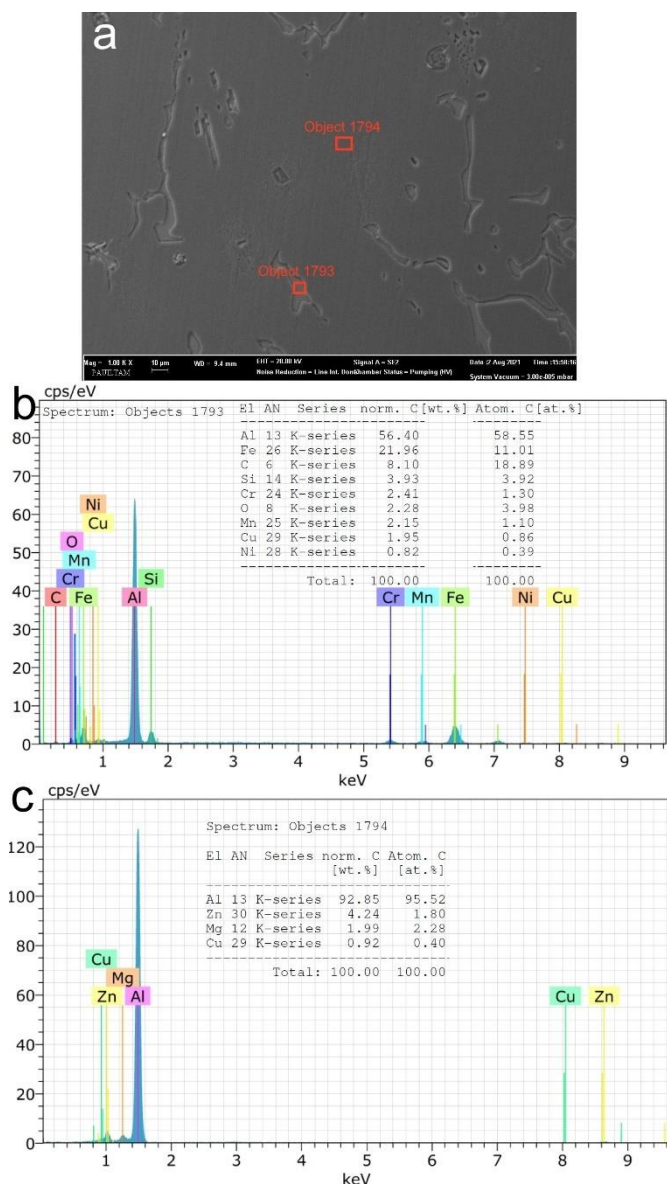 a
Object 1794
Object 1793
Mag = 1.00 K X 10 µm WD = 9.4 mm EHT = 20.00 kV Signal A = SE2 Date :2 Aug 2021 Time :15:50:16
PAULTAM Noise Reduction = Line Int. Done Chamber Status = Pumping (HV)
System Vacuum = 3.00e-005 mbar
b
cps/eV
Spectrum: Objects 1793
El AN Series norm. C[wt.%] Atom. C[at.%]
Al 13 K-series 56.40 58.55
Fe 26 K-series 21.96 11.01
C 6 K-series 8.10 18.89
Si 14 K-series 3.93 3.92
Cr 24 K-series 2.41 1.30
O 8 K-series 2.28 3.98
Mn 25 K-series 2.15 1.10
Cu 29 K-series 1.95 0.86
Ni 28 K-series 0.82 0.39
Total: 100.00 100.00
80
70
60
50
40
30
20
10
0
Ni
Cu
O
Mn
Cr Si
C Fe Al Cr Mn Fe Ni Cu
1 2 3 4 5 6 7 8 9
keV
c
cps/eV
Spectrum: Objects 1794
El AN Series norm. C Atom. C
[wt.%] [at.%]
Al 13 K-series 92.85 95.52
Zn 30 K-series 4.24 1.80
Mg 12 K-series 1.99 2.28
Cu 29 K-series 0.92 0.40
Total: 100.00 100.00
120
100
80
60
40
20
0
Cu
Mg
Zn Al Cu Zn
1 2 3 4 5 6 7 8 9
keV